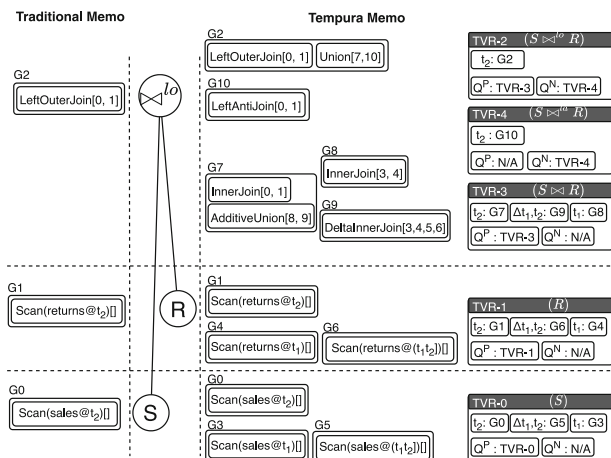 Traditional Memo
Tempura Memo
G2
LeftOuterJoin[0, 1]
⋈lo
G2
LeftOuterJoin[0, 1] Union[7,10]
G10
LeftAntiJoin[0, 1]
G8
InnerJoin[3, 4]
G7
InnerJoin[0, 1]
AdditiveUnion[8, 9]
G9
DeltaInnerJoin[3,4,5,6]
TVR-2 (S ⋈lo R)
t2: G2
QP: TVR-3 QN: TVR-4
TVR-4 (S ⋈la R)
t2 : G10
QP: N/A QN: TVR-4
TVR-3 (S ⋈ R)
t2: G7 Δt1,t2: G9 t1: G8
QP : TVR-3 QN : N/A
G1
Scan(returns@t2)[]
R
G1
Scan(returns@t2)[]
G4
Scan(returns@t1)[]
G6
Scan(returns@(t1t2])[]
TVR-1 (R)
t2: G1 Δt1,t2: G6 t1: G4
QP : TVR-1 QN : N/A
G0
Scan(sales@t2)[]
S
G0
Scan(sales@t2)[]
G3
Scan(sales@t1)[]
G5
Scan(sales@(t1t2])[]
TVR-0 (S)
t2: G0 Δt1,t2: G5 t1: G3
QP : TVR-0 QN : N/A